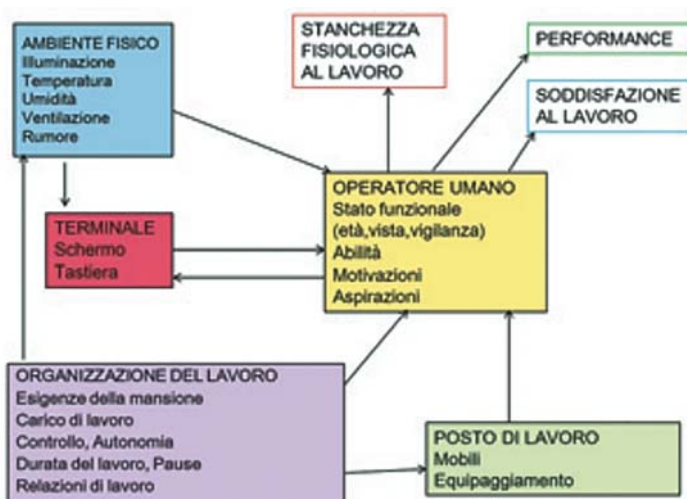 AMBIENTE FISICO
Illuminazione
Temperatura
Umidità
Ventilazione
Rumore
STANCHEZZA
FISIOLOGICA
AL LAVORO
PERFORMANCE
SODDISFAZIONE
AL LAVORO
OPERATORE UMANO
Stato funzionale
(età,vista,vigilanza)
Abilità
Motivazioni
Aspirazioni
TERMINALE
Schermo
Tastiera
ORGANIZZAZIONE DEL LAVORO
Esigenze della mansione
Carico di lavoro
Controllo, Autonomia
Durata del lavoro, Pause
Relazioni di lavoro
POSTO DI LAVORO
Mobili
Equipaggiamento